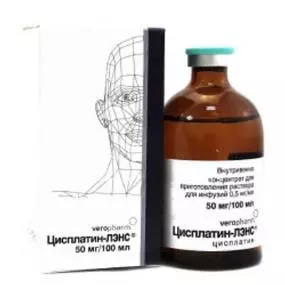 veropharm
Цисплатин-ЛЭНС®
50 мг/100 мл
Внутривенно
концентрат для
приготовления раствора
для инфузий 0,5 мг/мл
50 мг/100 мл
veropharm
Цисплатин-ЛЭНС®
цисплатин